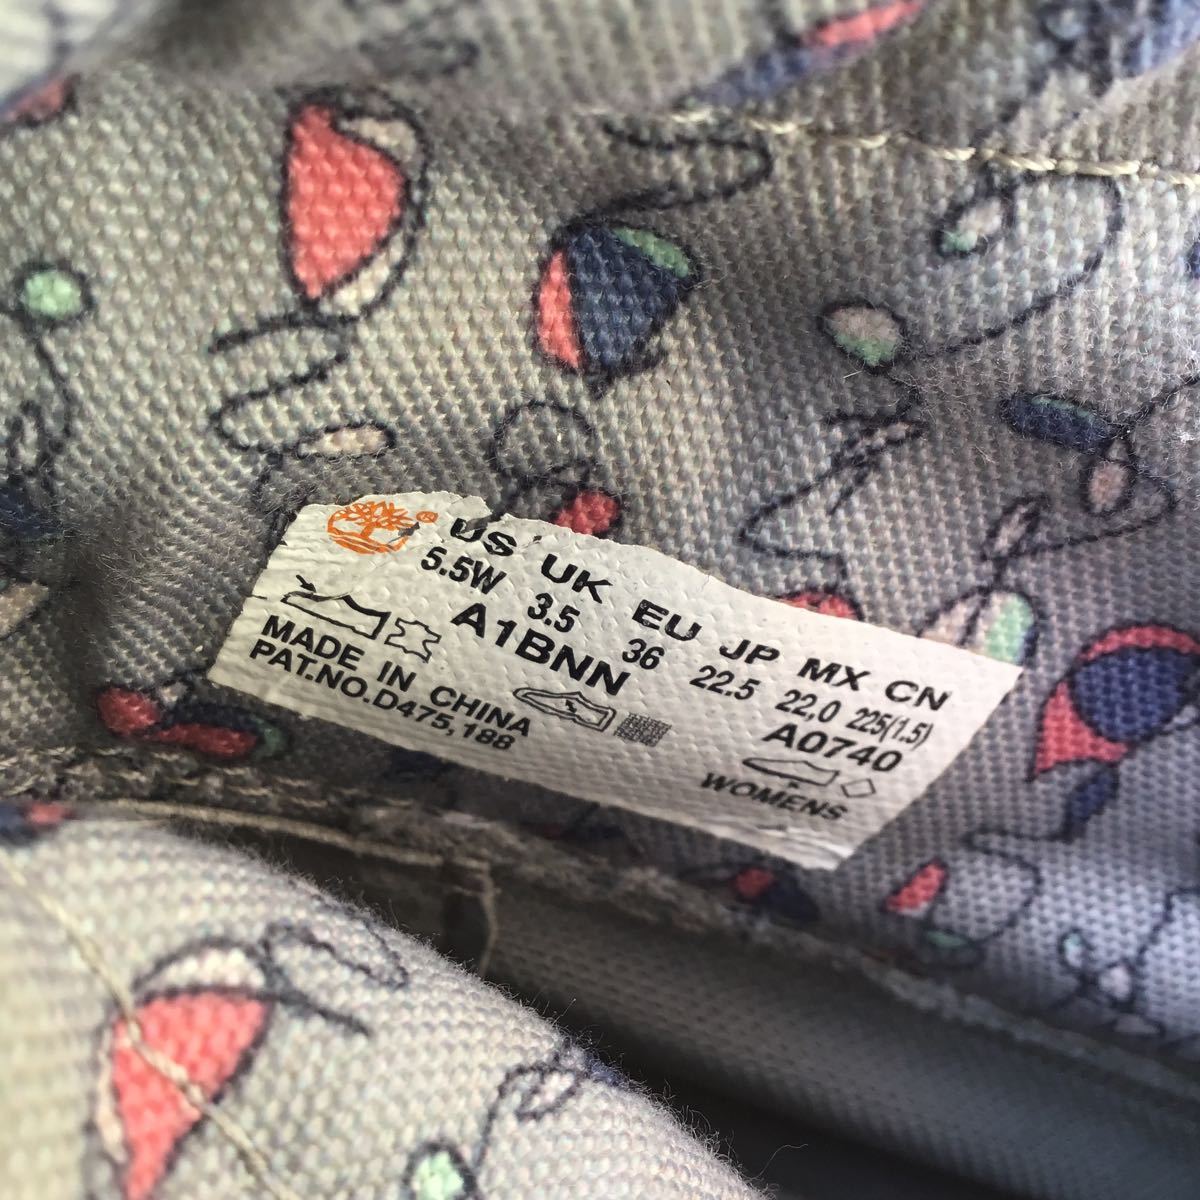 US UK EU JP MX CN
5.5W 3.5 36 22.5 22,0 225(1.5)
A1BNN A0740
MADE IN CHINA
PAT.NO.D475,188
WOMENS